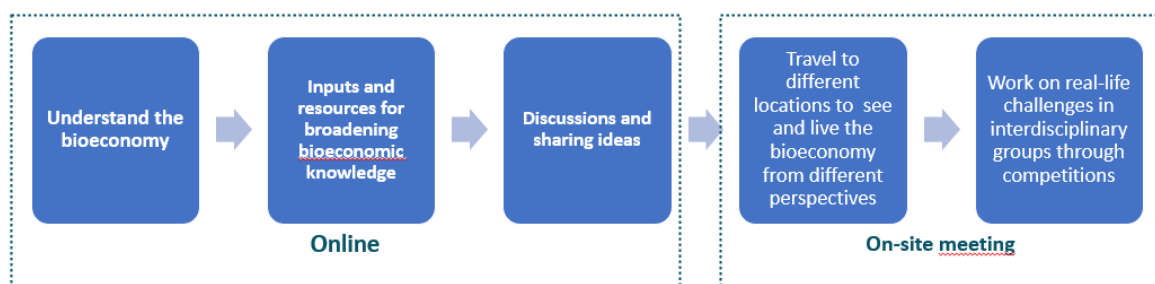 Understand the
bioeconomy
Inputs and
resources for
broadening
bioeconomic
knowledge
Discussions and
sharing ideas
Online
Travel to
different
locations to see
and live the
bioeconomy
from different
perspectives
Work on real-life
challenges in
interdisciplinary
groups through
competitions
On-site meeting